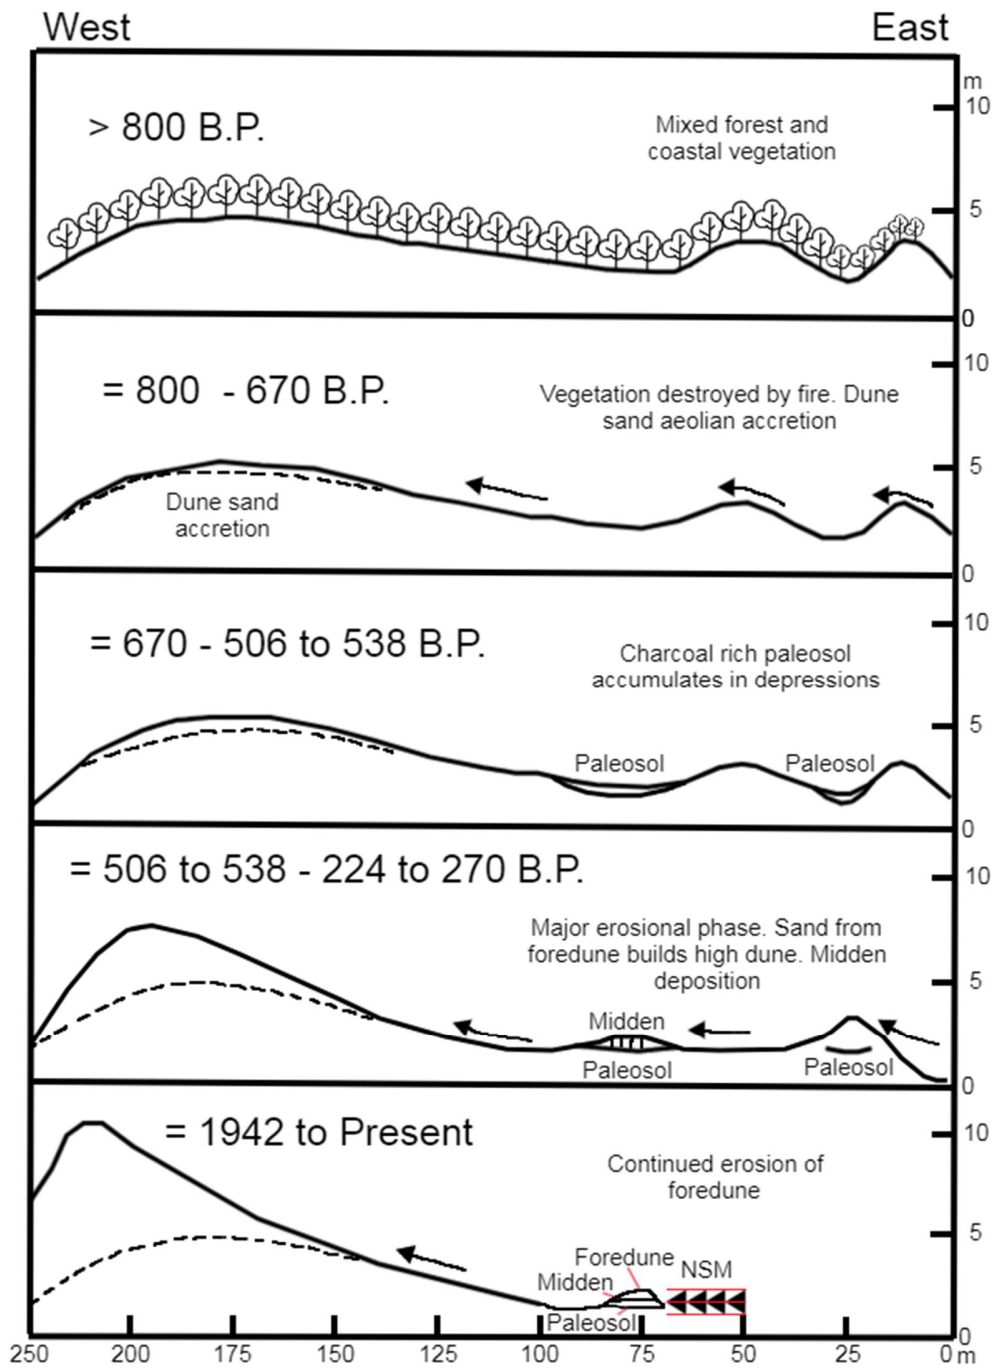 West
East
m
> 800 B.P.
Mixed forest and
coastal vegetation
10
5
0
= 800 - 670 B.P.
Vegetation destroyed by fire. Dune
sand aeolian accretion
10
5
Dune sand
accretion
0
= 670 - 506 to 538 B.P.
Charcoal rich paleosol
accumulates in depressions
10
5
Paleosol
Paleosol
0
= 506 to 538 - 224 to 270 B.P.
10
Major erosional phase. Sand from
foredune builds high dune. Midden
deposition
5
Midden
Paleosol
Paleosol
0
= 1942 to Present
10
Continued erosion of
foredune
5
Foredune
Midden
NSM
Paleosol
0
250 200 175 150 125 100 75 50 25 0 m